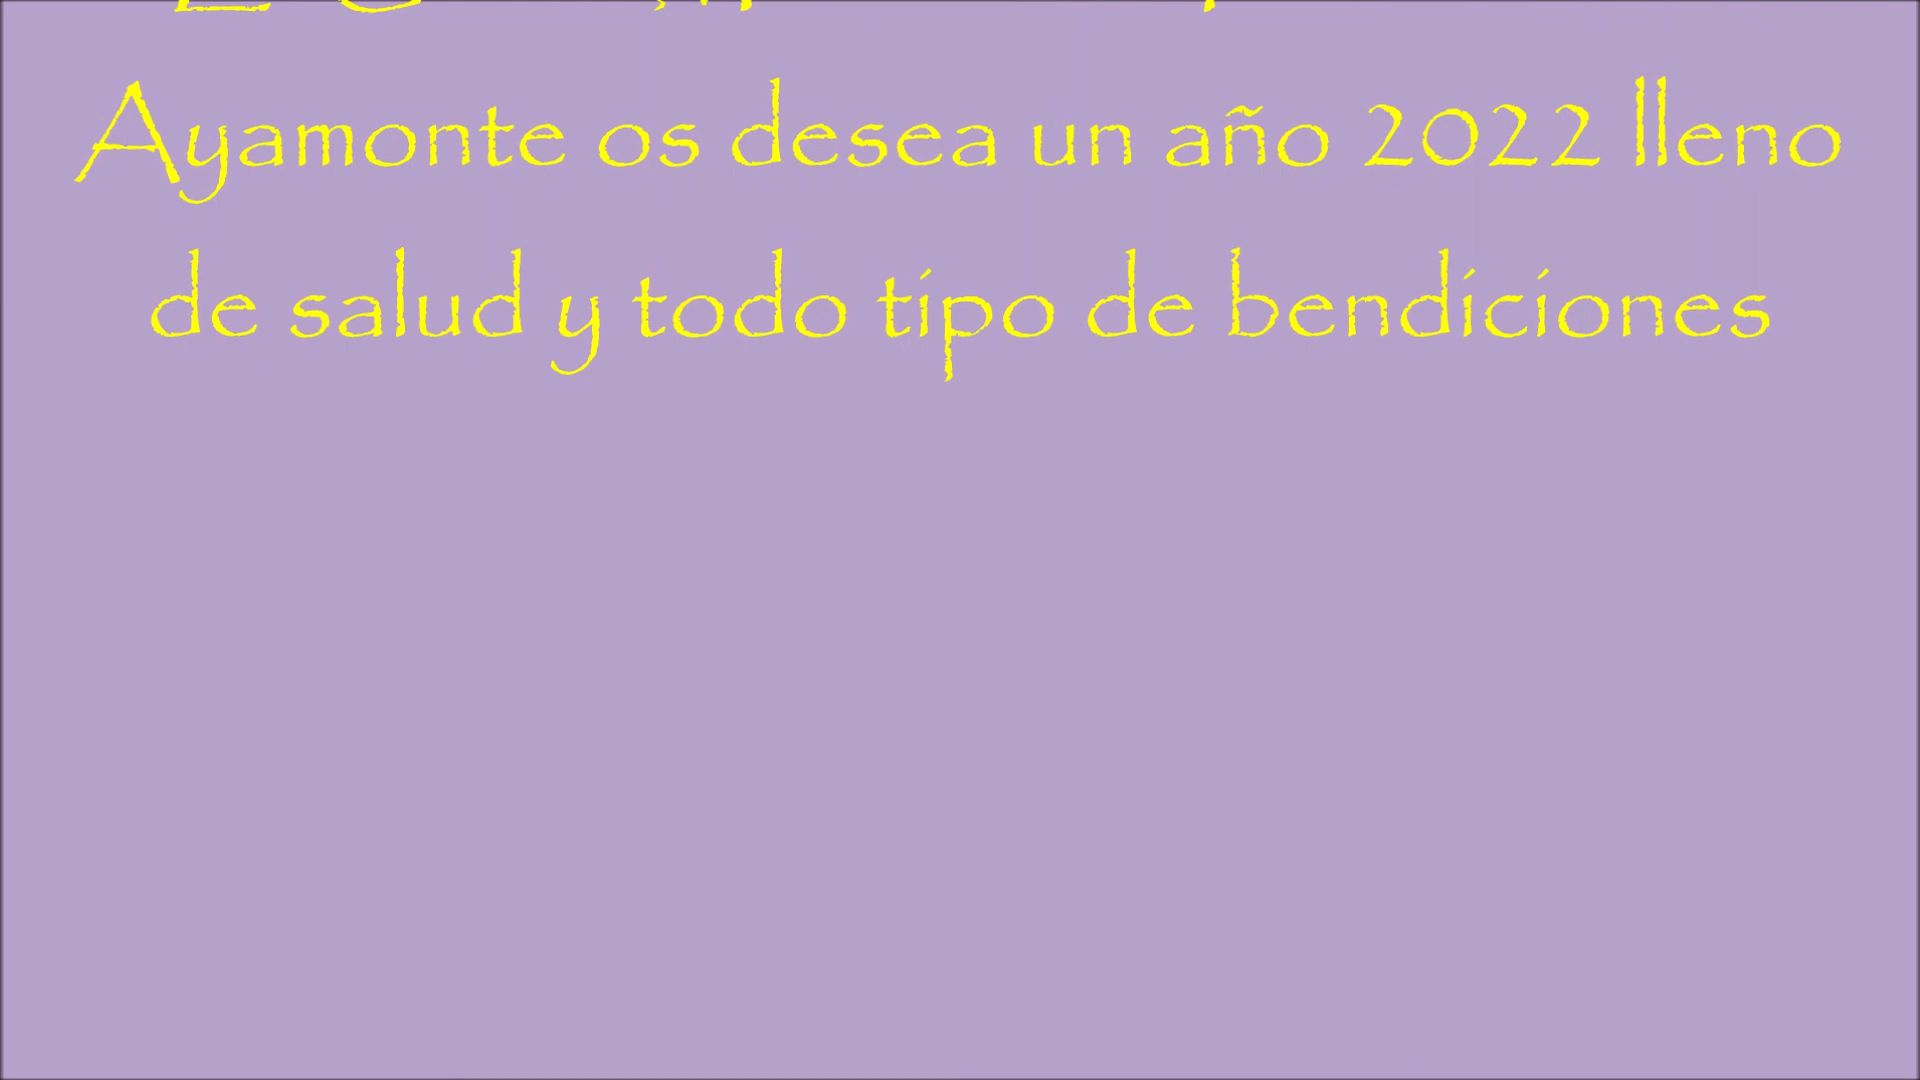 Ayamonte os desea un año 2022 lleno
de salud y todo tipo de bendiciones